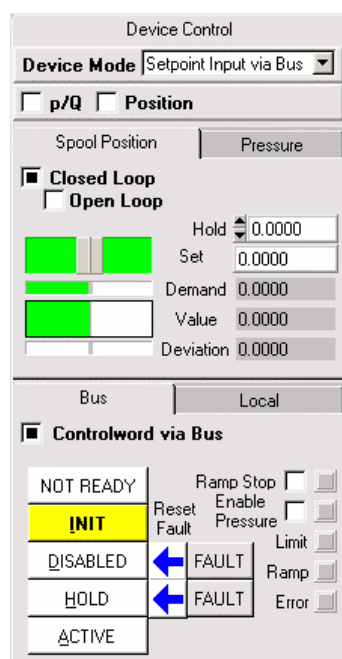 Device Control
Device Mode Setpoint Input via Bus
p/Q Position
Spool Position Pressure
Closed Loop
Open Loop
Hold 0.0000
Set 0.0000
Demand 0.0000
Value 0.0000
Deviation 0.0000
Bus Local
Controlword via Bus
NOT READY Ramp Stop
INIT Reset Fault Enable Pressure
Limit
DISABLED FAULT Ramp
HOLD FAULT Error
ACTIVE